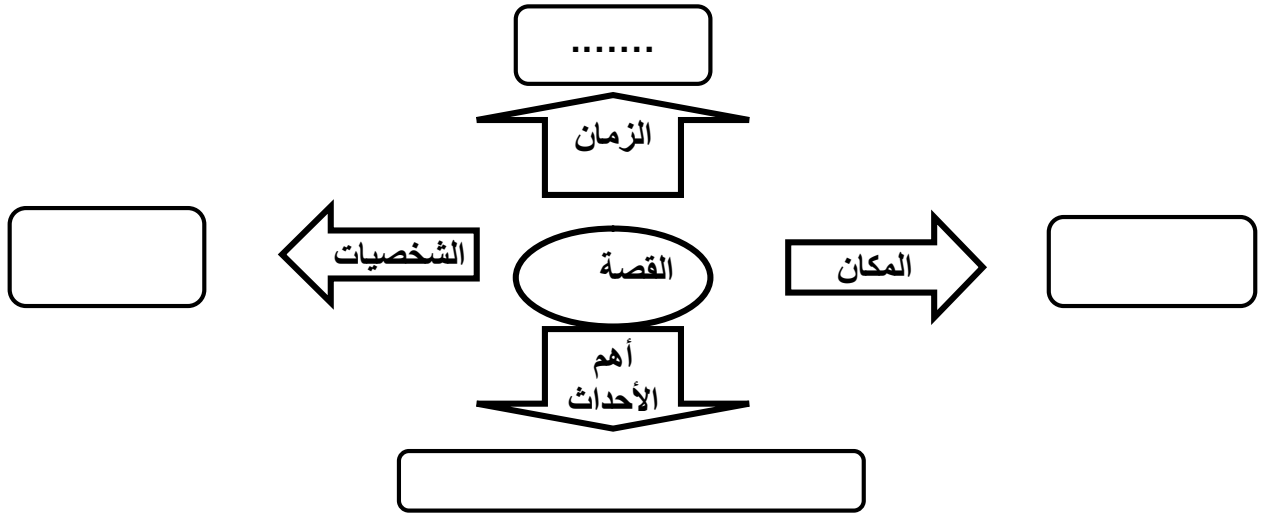 .......
الزمان
المكان
القصة
الشخصيات
أهم
الأحداث